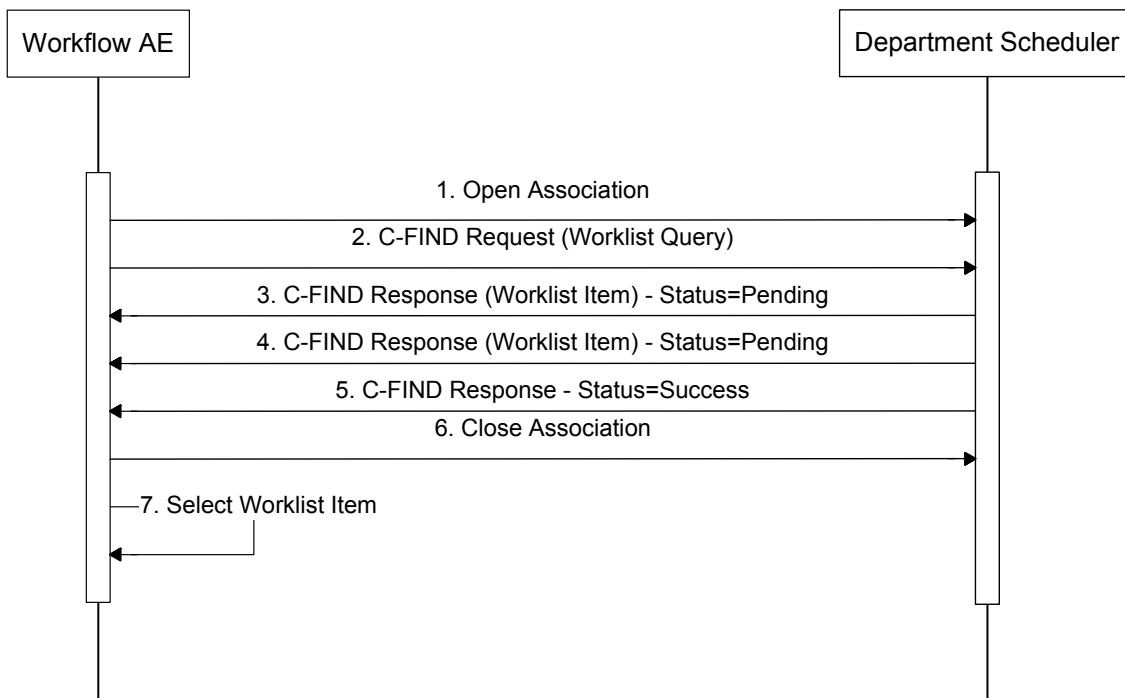 Workflow AE
Department Scheduler
1. Open Association
2. C-FIND Request (Worklist Query)
3. C-FIND Response (Worklist Item) - Status=Pending
4. C-FIND Response (Worklist Item) - Status=Pending
5. C-FIND Response - Status=Success
6. Close Association
7. Select Worklist Item